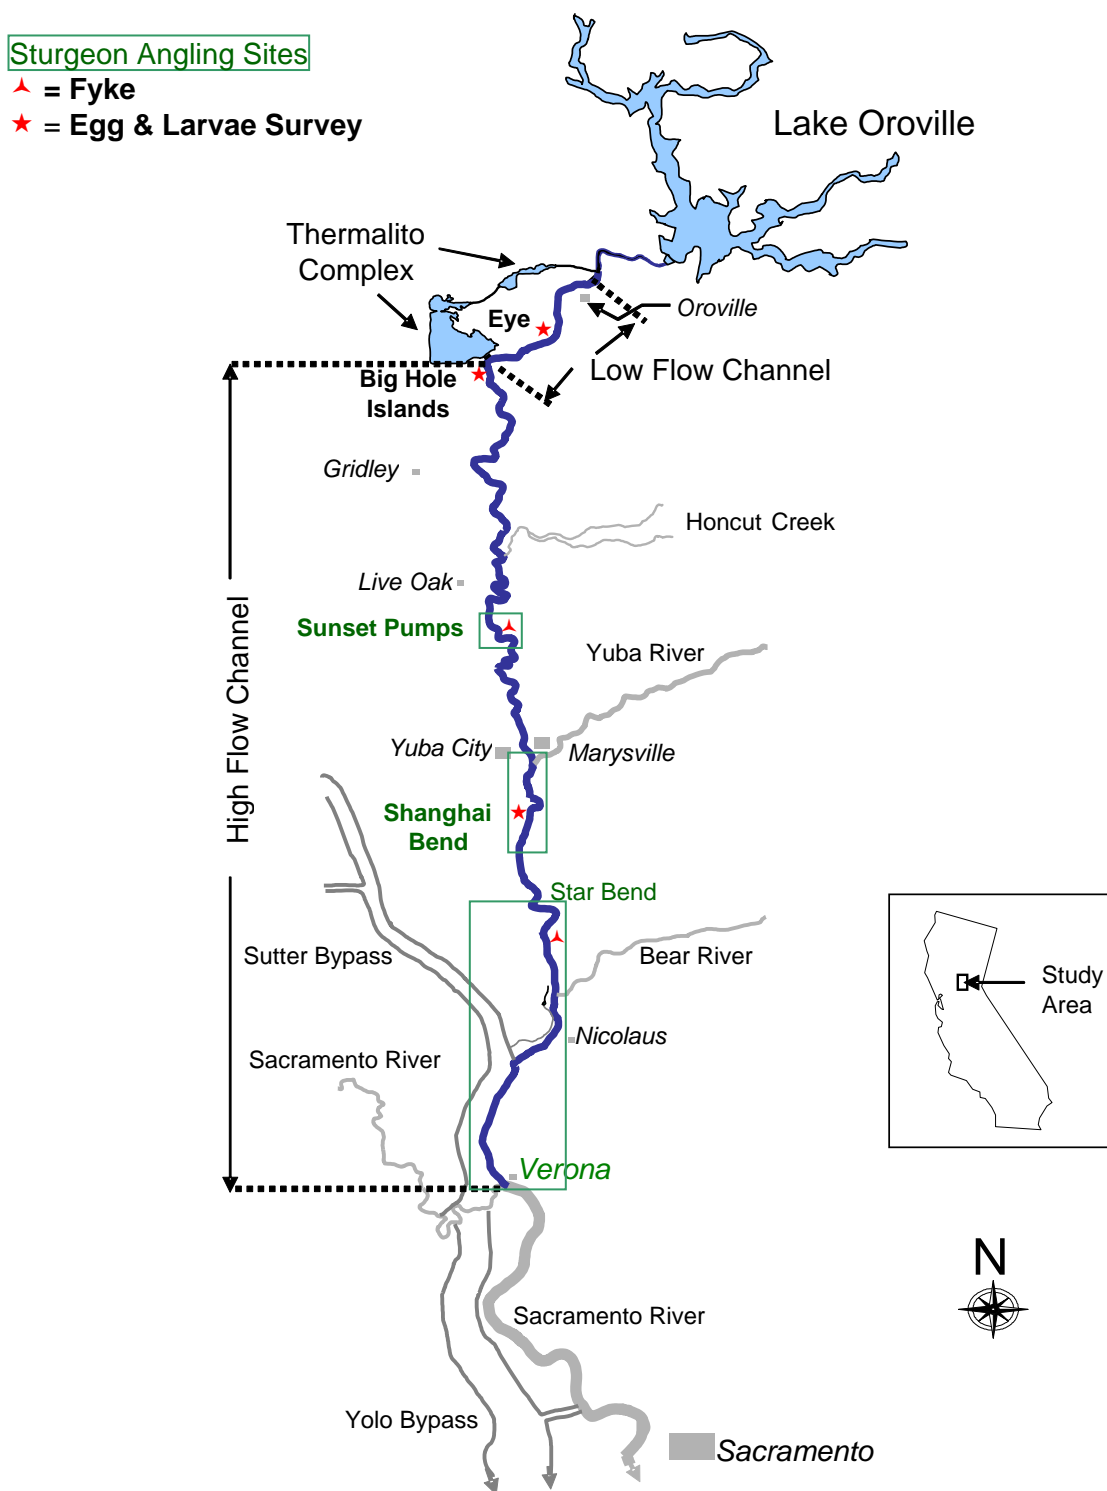 Sturgeon Angling Sites
= Fyke
= Egg & Larvae Survey
Lake Oroville
Thermalito
Complex
Oroville
Eye
Low Flow Channel
Big Hole
Islands
Gridley
Honcut Creek
Live Oak
Sunset Pumps
Yuba River
High Flow Channel
Yuba City
Marysville
Shanghai
Bend
Star Bend
Sutter Bypass
Bear River
Study
Area
Nicolaus
Sacramento River
Verona
N
Sacramento River
Yolo Bypass
Sacramento